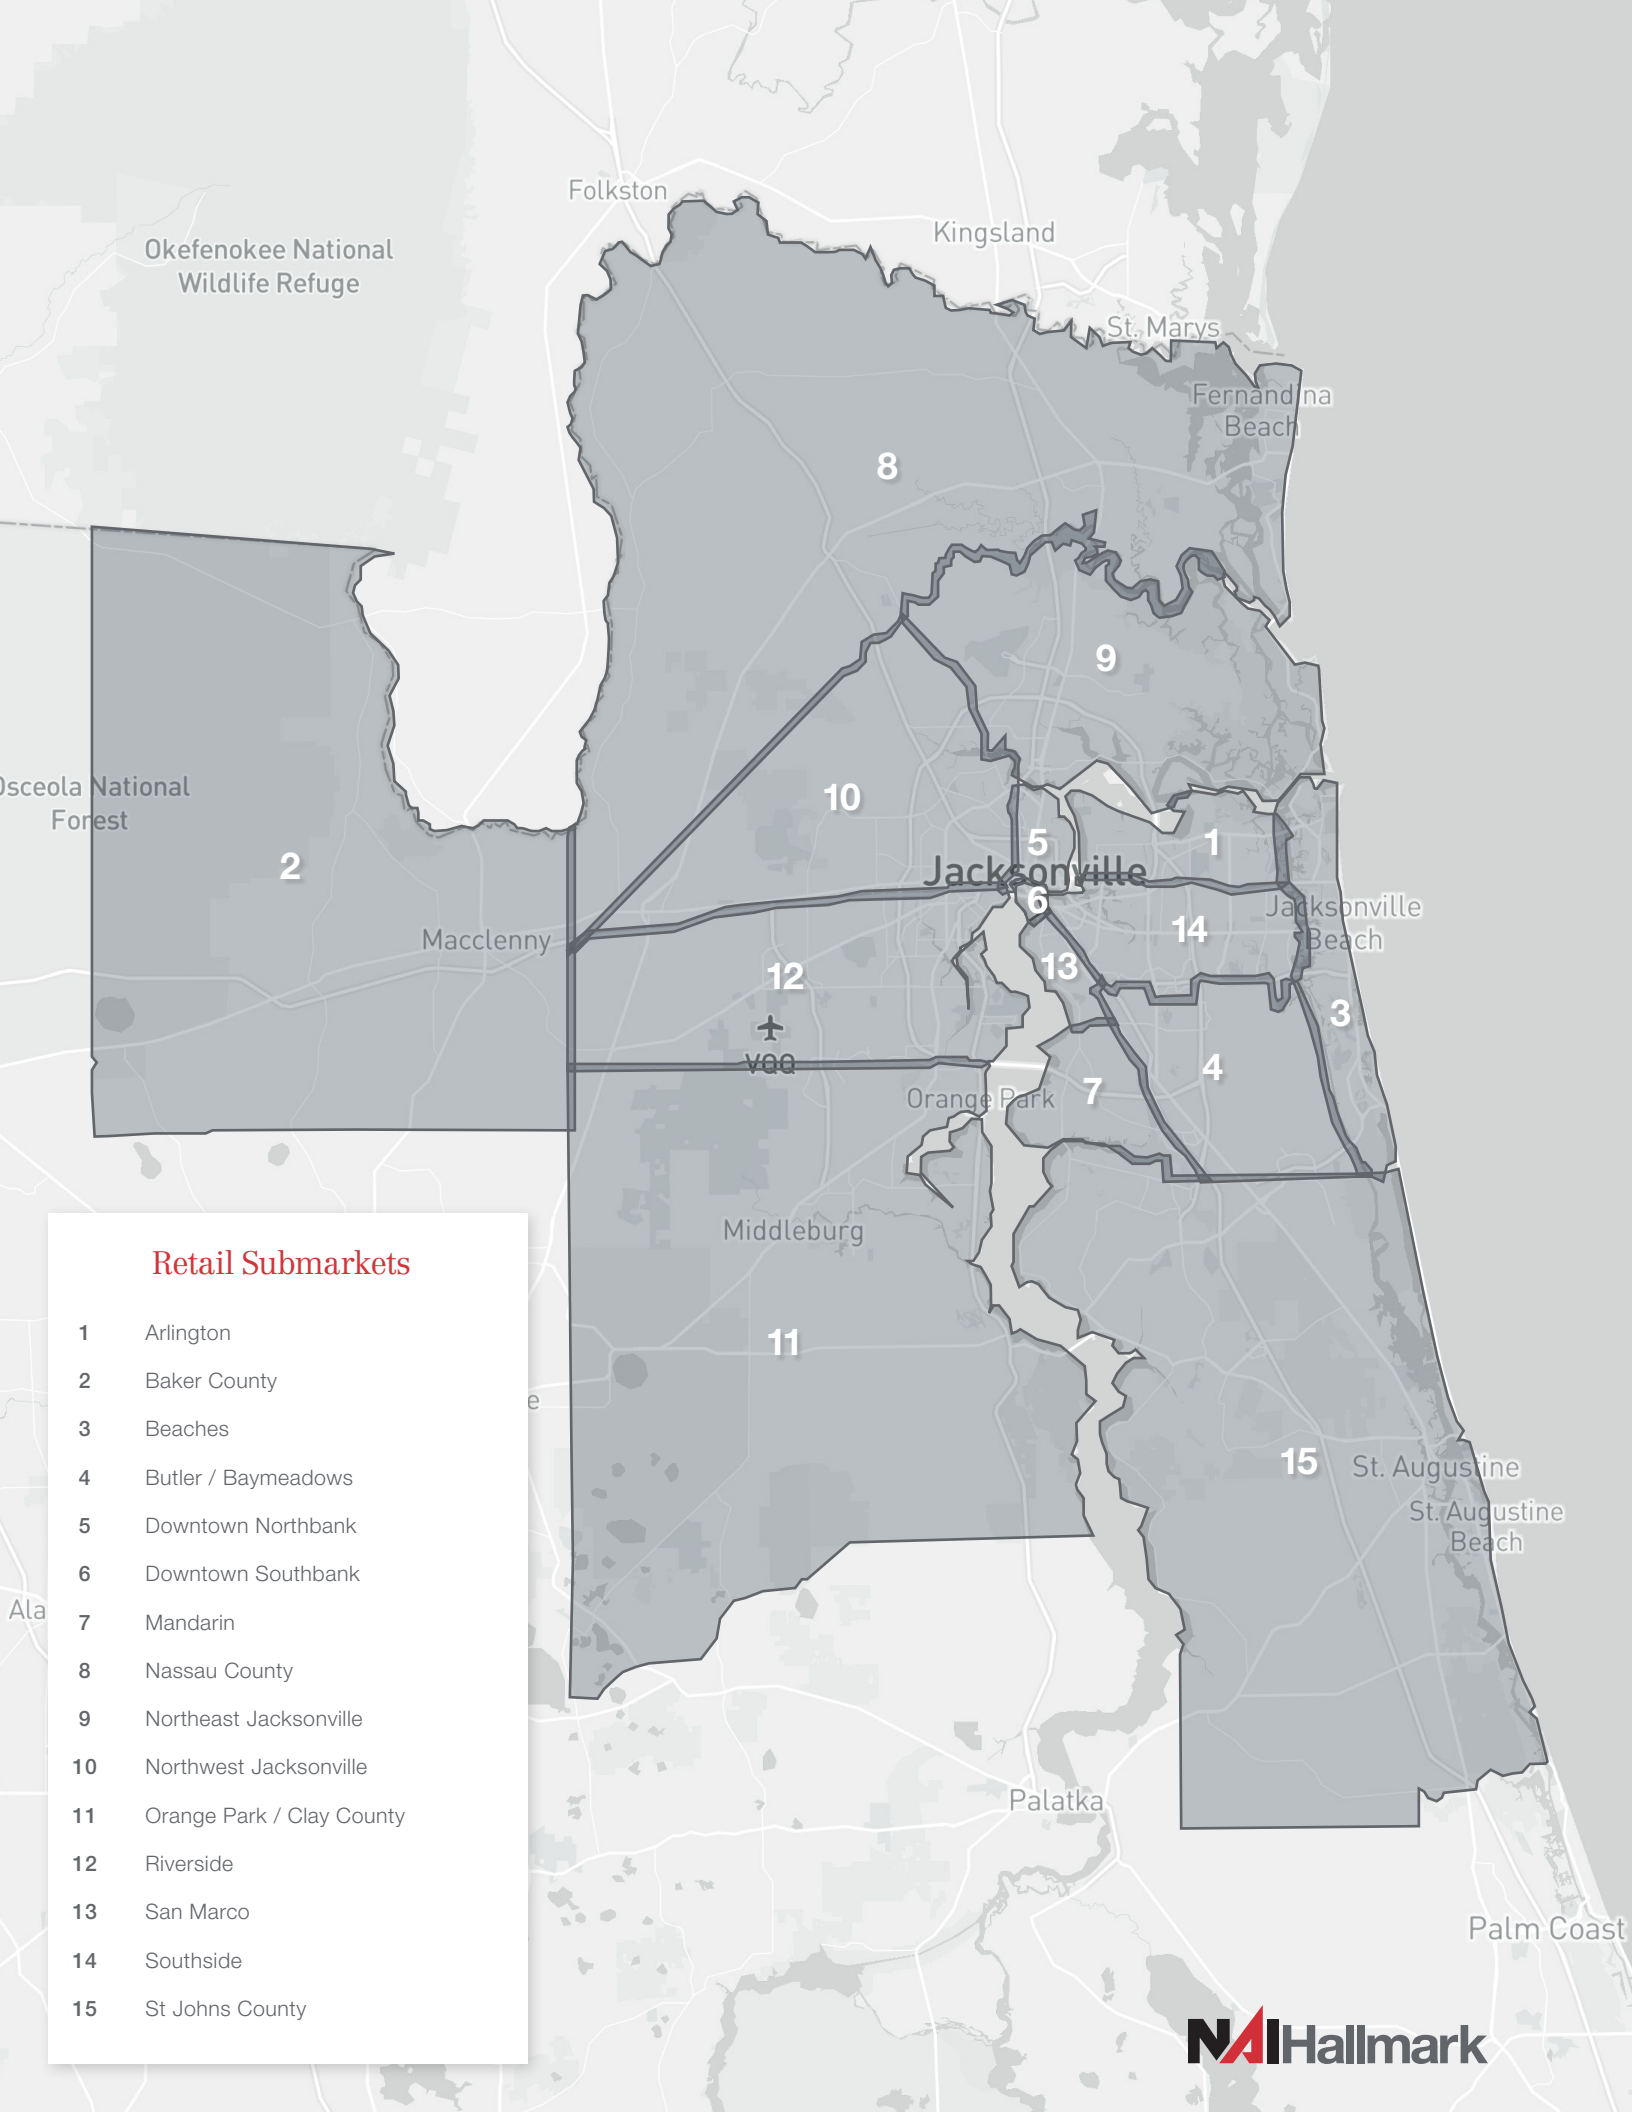 Folkston
Kingsland
Okefenokee National
Wildlife Refuge
St. Marys
Fernandina
Beach
8
9
Osceola National
Forest
10
5
1
2
Jacksonville
6
Jacksonville
Beach
14
Macclenny
13
12
3
VQQ
4
7
Orange Park
Middleburg
11
15
St. Augustine
St. Augustine
Beach
Palatka
Palm Coast
Ala
e
Retail Submarkets
1 Arlington
2 Baker County
3 Beaches
4 Butler / Baymeadows
5 Downtown Northbank
6 Downtown Southbank
7 Mandarin
8 Nassau County
9 Northeast Jacksonville
10 Northwest Jacksonville
11 Orange Park / Clay County
12 Riverside
13 San Marco
14 Southside
15 St Johns County
NAIHallmark